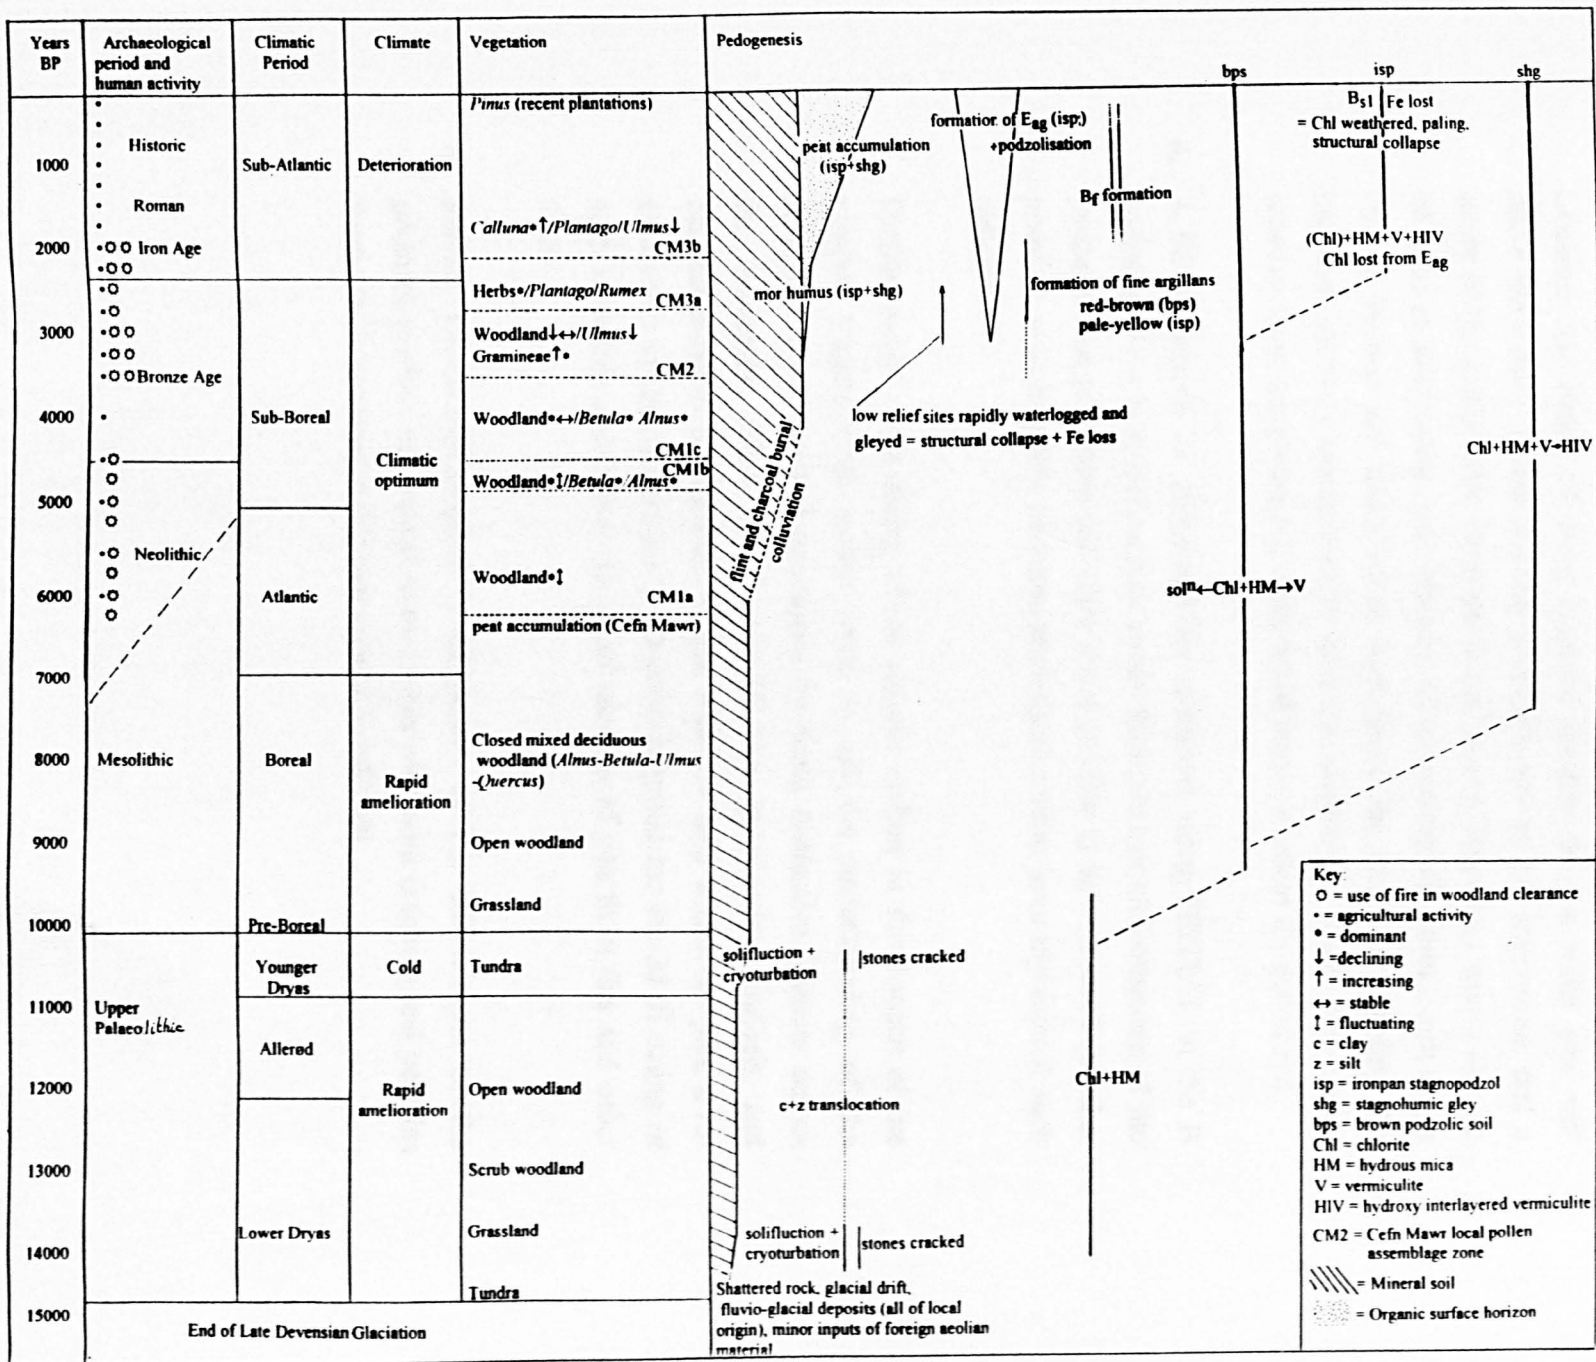 Years
BP
Archaeological
period and
human activity
Climatic
Period
Climate
Vegetation
Pedogenesis
bps
isp
shg
1000
2000
3000
4000
5000
6000
7000
8000
9000
10000
11000
12000
13000
14000
15000
Historic
Roman
Iron Age
Bronze Age
Neolithic
Mesolithic
Upper
Palaeolithic
Sub-Atlantic
Sub-Boreal
Atlantic
Boreal
Pre-Boreal
Younger
Dryas
Allerød
Lower Dryas
End of Late Devensian Glaciation
Deterioration
Climatic
optimum
Rapid
amelioration
Cold
Rapid
amelioration
Pinus (recent plantations)
Calluna•↑/Plantago/Ulmus↓
CM3b
Herbs•/Plantago/Rumex
CM3a
Woodland↓↔/Ulmus↓
Gramineae↑•
CM2
Woodland•↔/Betula• Alnus•
CM1c
CM1b
Woodland•↕/Betula•/Alnus•
Woodland•↕
CM1a
peat accumulation (Cefn Mawr)
Closed mixed deciduous
woodland (Alnus-Betula-Ulmus
-Quercus)
Open woodland
Grassland
Tundra
Open woodland
Scrub woodland
Grassland
Tundra
peat accumulation
(isp+shg)
mor humus (isp+shg)
formation of Eag (isp)
+podzolisation
Bf formation
formation of fine argillans
red-brown (bps)
pale-yellow (isp)
low relief sites rapidly waterlogged and
gleyed = structural collapse + Fe loss
flint and charcoal burial
colluviation
solifluction +
cryoturbation
stones cracked
c+z translocation
solifluction +
cryoturbation
stones cracked
Shattered rock, glacial drift,
fluvio-glacial deposits (all of local
origin), minor inputs of foreign aeolian
material
Chl+HM
solⁿ←Chl+HM→V
Bs1 Fe lost
= Chl weathered, paling,
structural collapse
(Chl)+HM+V+HIV
Chl lost from Eag
Chl+HM+V→HIV
Key:
O = use of fire in woodland clearance
• = agricultural activity
• = dominant
↓ =declining
↑ = increasing
↔ = stable
↕ = fluctuating
c = clay
z = silt
isp = ironpan stagnopodzol
shg = stagnohumic gley
bps = brown podzolic soil
Chl = chlorite
HM = hydrous mica
V = vermiculite
HIV = hydroxy interlayered vermiculite
CM2 = Cefn Mawr local pollen
assemblage zone
= Mineral soil
= Organic surface horizon